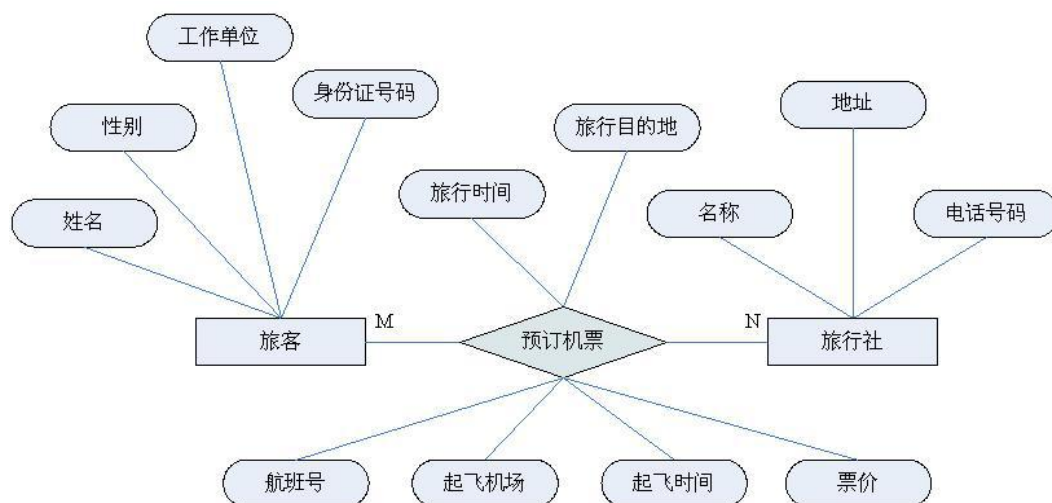 工作单位
身份证号码
地址
性别
旅行目的地
旅行时间
姓名
名称
电话号码
M
N
旅客
预订机票
旅行社
航班号
起飞机场
起飞时间
票价